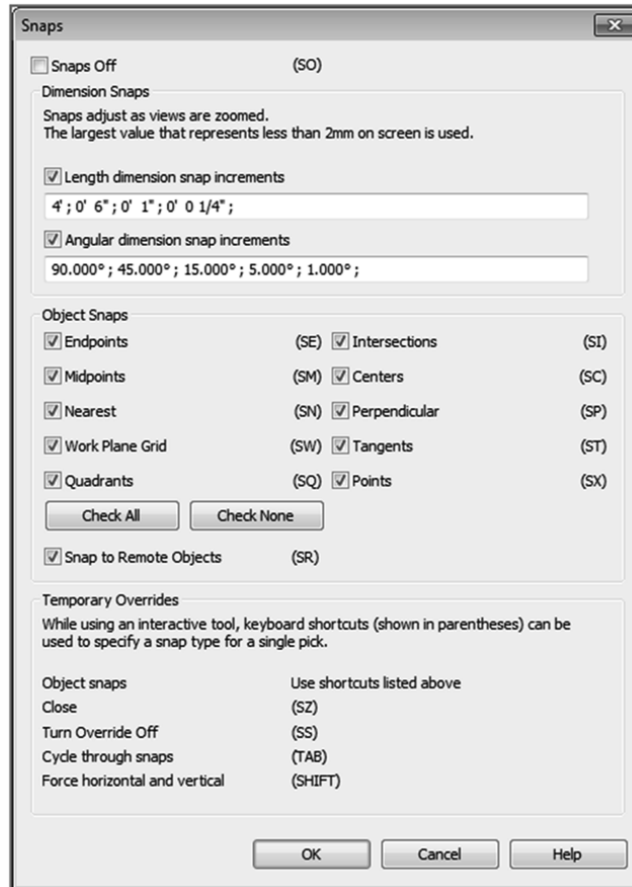 Snaps
Snaps Off (SO)
Dimension Snaps
Snaps adjust as views are zoomed.
The largest value that represents less than 2mm on screen is used.
Length dimension snap increments
4' ; 0' 6" ; 0' 1" ; 0' 0 1/4" ;
Angular dimension snap increments
90.000° ; 45.000° ; 15.000° ; 5.000° ; 1.000° ;
Object Snaps
Endpoints (SE) Intersections (SI)
Midpoints (SM) Centers (SC)
Nearest (SN) Perpendicular (SP)
Work Plane Grid (SW) Tangents (ST)
Quadrants (SQ) Points (SX)
Check All Check None
Snap to Remote Objects (SR)
Temporary Overrides
While using an interactive tool, keyboard shortcuts (shown in parentheses) can be
used to specify a snap type for a single pick.
Object snaps Use shortcuts listed above
Close (SZ)
Turn Override Off (SS)
Cycle through snaps (TAB)
Force horizontal and vertical (SHIFT)
OK Cancel Help